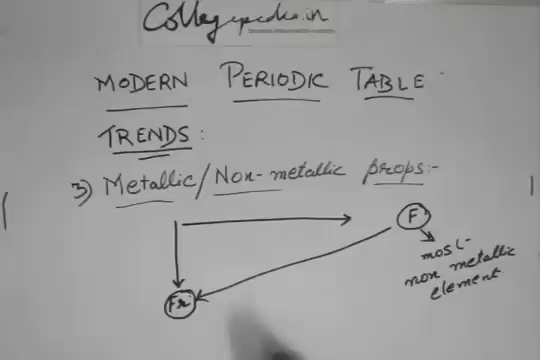 Collegepedia.in
MODERN PERIODIC TABLE
TRENDS:
3) Metallic/Non-metallic props:-
F
most
non metallic
element
Fr